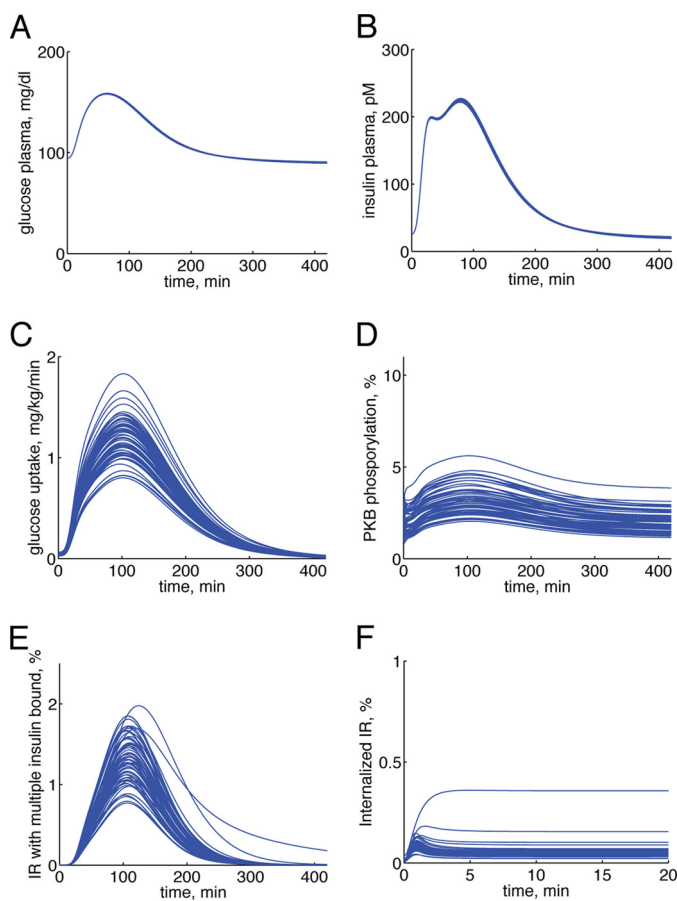 A
glucose plasma, mg/dl
200
100
0
0 100 200 300 400
time, min
B
insulin plasma, pM
300
200
100
0
0 100 200 300 400
time, min
C
glucose uptake, mg/kg/min
2
1
0
0 100 200 300 400
time, min
D
PKB phosporylation, %
10
5
0
0 100 200 300 400
time, min
E
IR with multiple insulin bound, %
2
1
0
0 100 200 300 400
time, min
F
Internalized IR, %
1
0.5
0
0 5 10 15 20
time, min